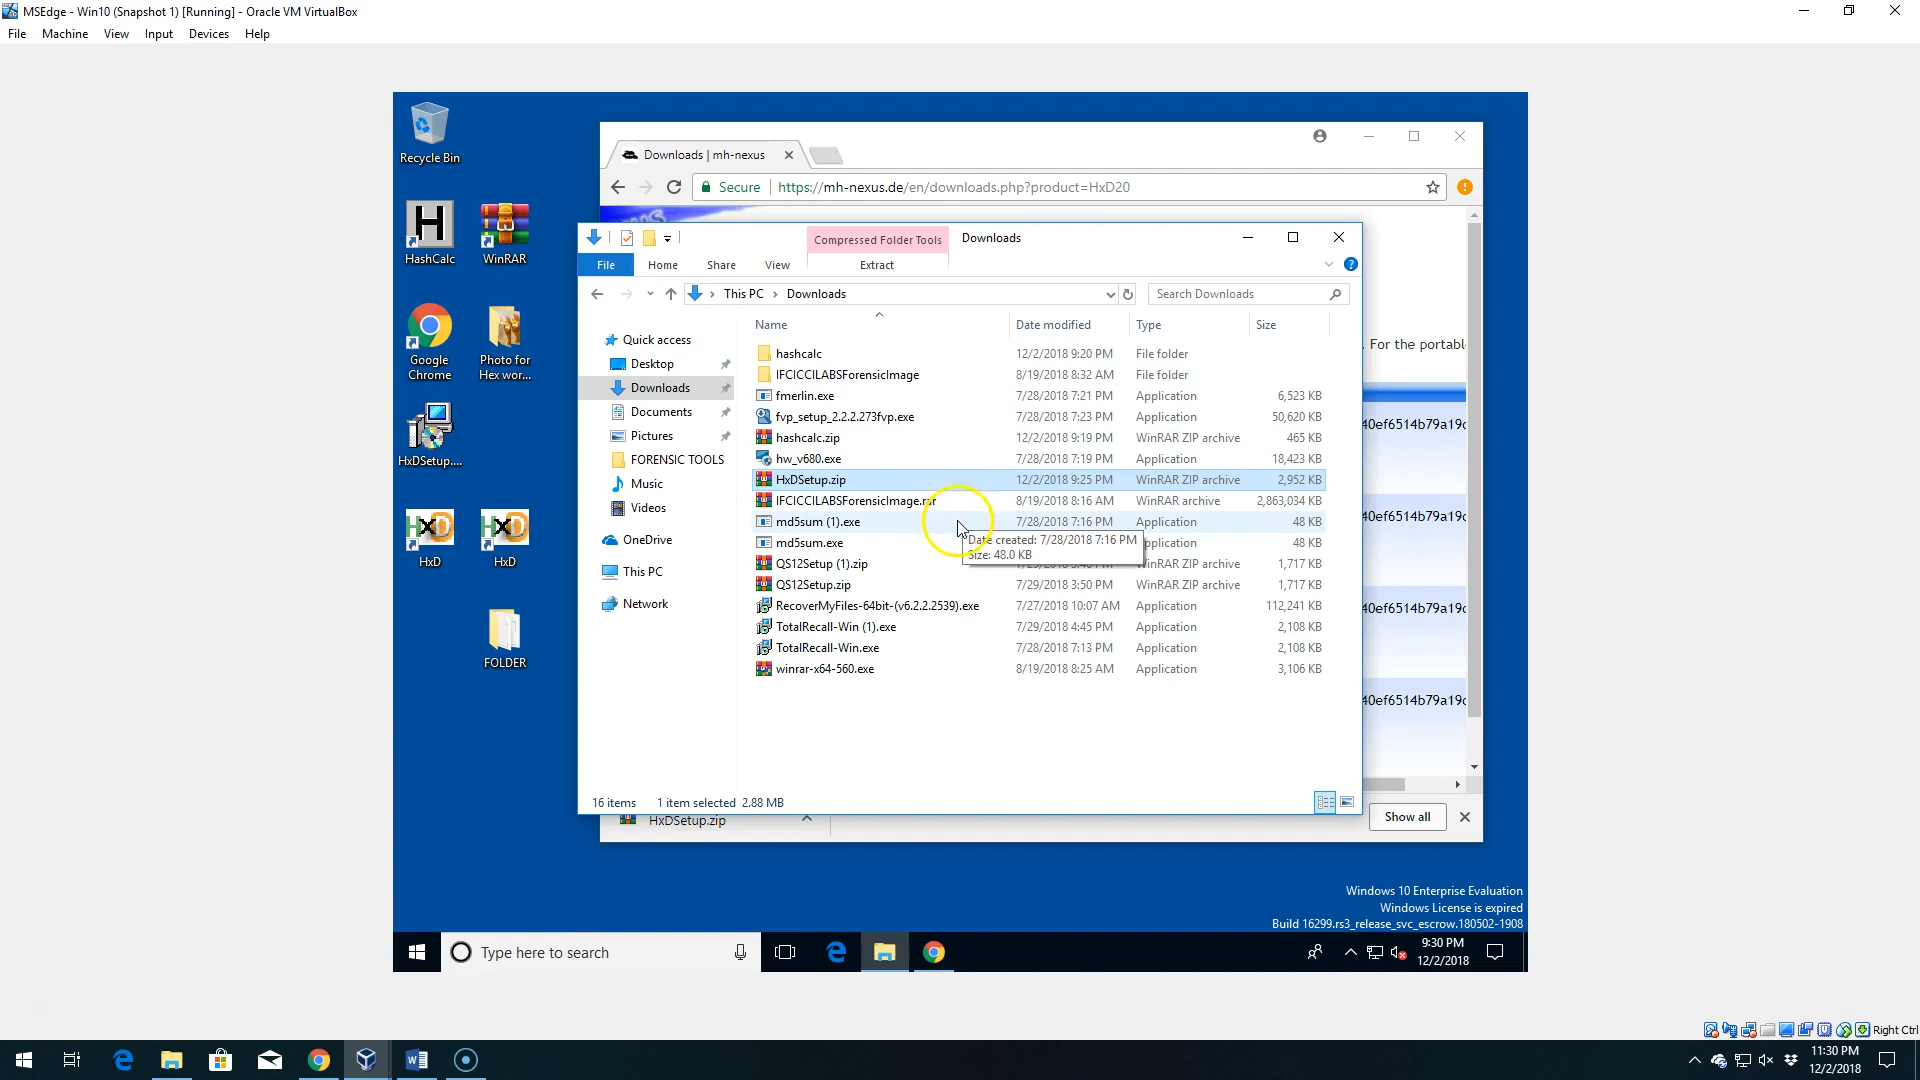 MSEdge - Win10 (Snapshot 1) [Running] - Oracle VM VirtualBox
File Machine View Input Devices Help
Recycle Bin
HashCalc
WinRAR
Google Chrome
Photo for Hex wor...
HxDSetup....
HxD
HxD
FOLDER
Downloads | mh-nexus
Secure https://mh-nexus.de/en/downloads.php?product=HxD20
. For the portabl
40ef6514b79a19c
40ef6514b79a19c
40ef6514b79a19c
40ef6514b79a19c
Compressed Folder Tools Downloads
File Home Share View Extract
This PC Downloads Search Downloads
Quick access
Desktop
Downloads
Documents
Pictures
FORENSIC TOOLS
Music
Videos
OneDrive
This PC
Network
Name Date modified Type Size
hashcalc 12/2/2018 9:20 PM File folder
IFCICCILABSForensicImage 8/19/2018 8:32 AM File folder
fmerlin.exe 7/28/2018 7:21 PM Application 6,523 KB
fvp_setup_2.2.2.273fvp.exe 7/28/2018 7:23 PM Application 50,620 KB
hashcalc.zip 12/2/2018 9:19 PM WinRAR ZIP archive 465 KB
hw_v680.exe 7/28/2018 7:19 PM Application 18,423 KB
HxDSetup.zip 12/2/2018 9:25 PM WinRAR ZIP archive 2,952 KB
IFCICCILABSForensicImage.rar 8/19/2018 8:16 AM WinRAR archive 2,863,034 KB
md5sum (1).exe 7/28/2018 7:16 PM Application 48 KB
md5sum.exe 48 KB
Date created: 7/28/2018 7:16 PM
Size: 48.0 KB
QS12Setup (1).zip WinRAR ZIP archive 1,717 KB
QS12Setup.zip 7/29/2018 3:50 PM WinRAR ZIP archive 1,717 KB
RecoverMyFiles-64bit-(v6.2.2.2539).exe 7/27/2018 10:07 AM Application 112,241 KB
TotalRecall-Win (1).exe 7/29/2018 4:45 PM Application 2,108 KB
TotalRecall-Win.exe 7/28/2018 7:13 PM Application 2,108 KB
winrar-x64-560.exe 8/19/2018 8:25 AM Application 3,106 KB
16 items 1 item selected 2.88 MB
HxDSetup.zip Show all
Windows 10 Enterprise Evaluation
Windows License is expired
Build 16299.rs3_release_svc_escrow.180502-1908
Type here to search
9:30 PM
12/2/2018
Right Ctrl
11:30 PM
12/2/2018